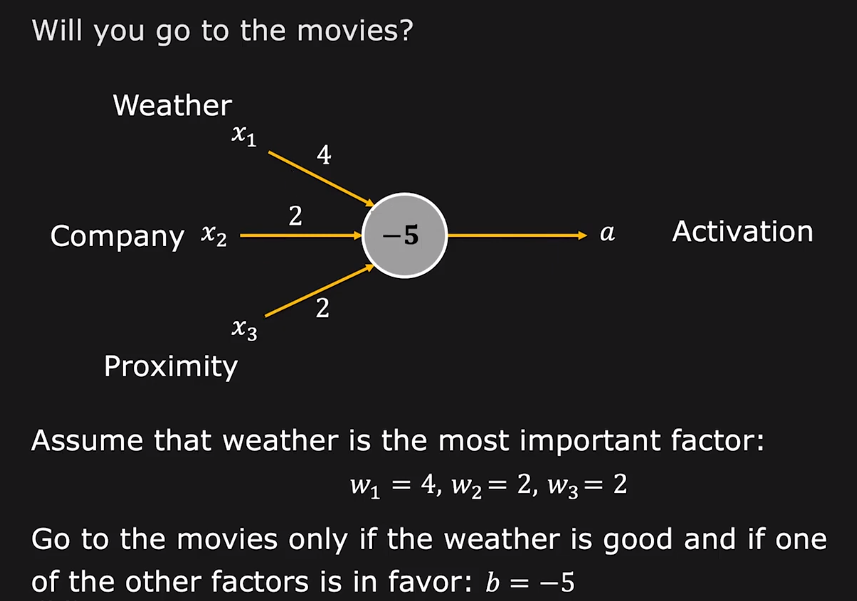 Will you go to the movies?
Weather
x₁
4
Company x₂
2
−5
a
Activation
2
x₃
Proximity
Assume that weather is the most important factor:
w₁ = 4, w₂ = 2, w₃ = 2
Go to the movies only if the weather is good and if one
of the other factors is in favor: b = −5